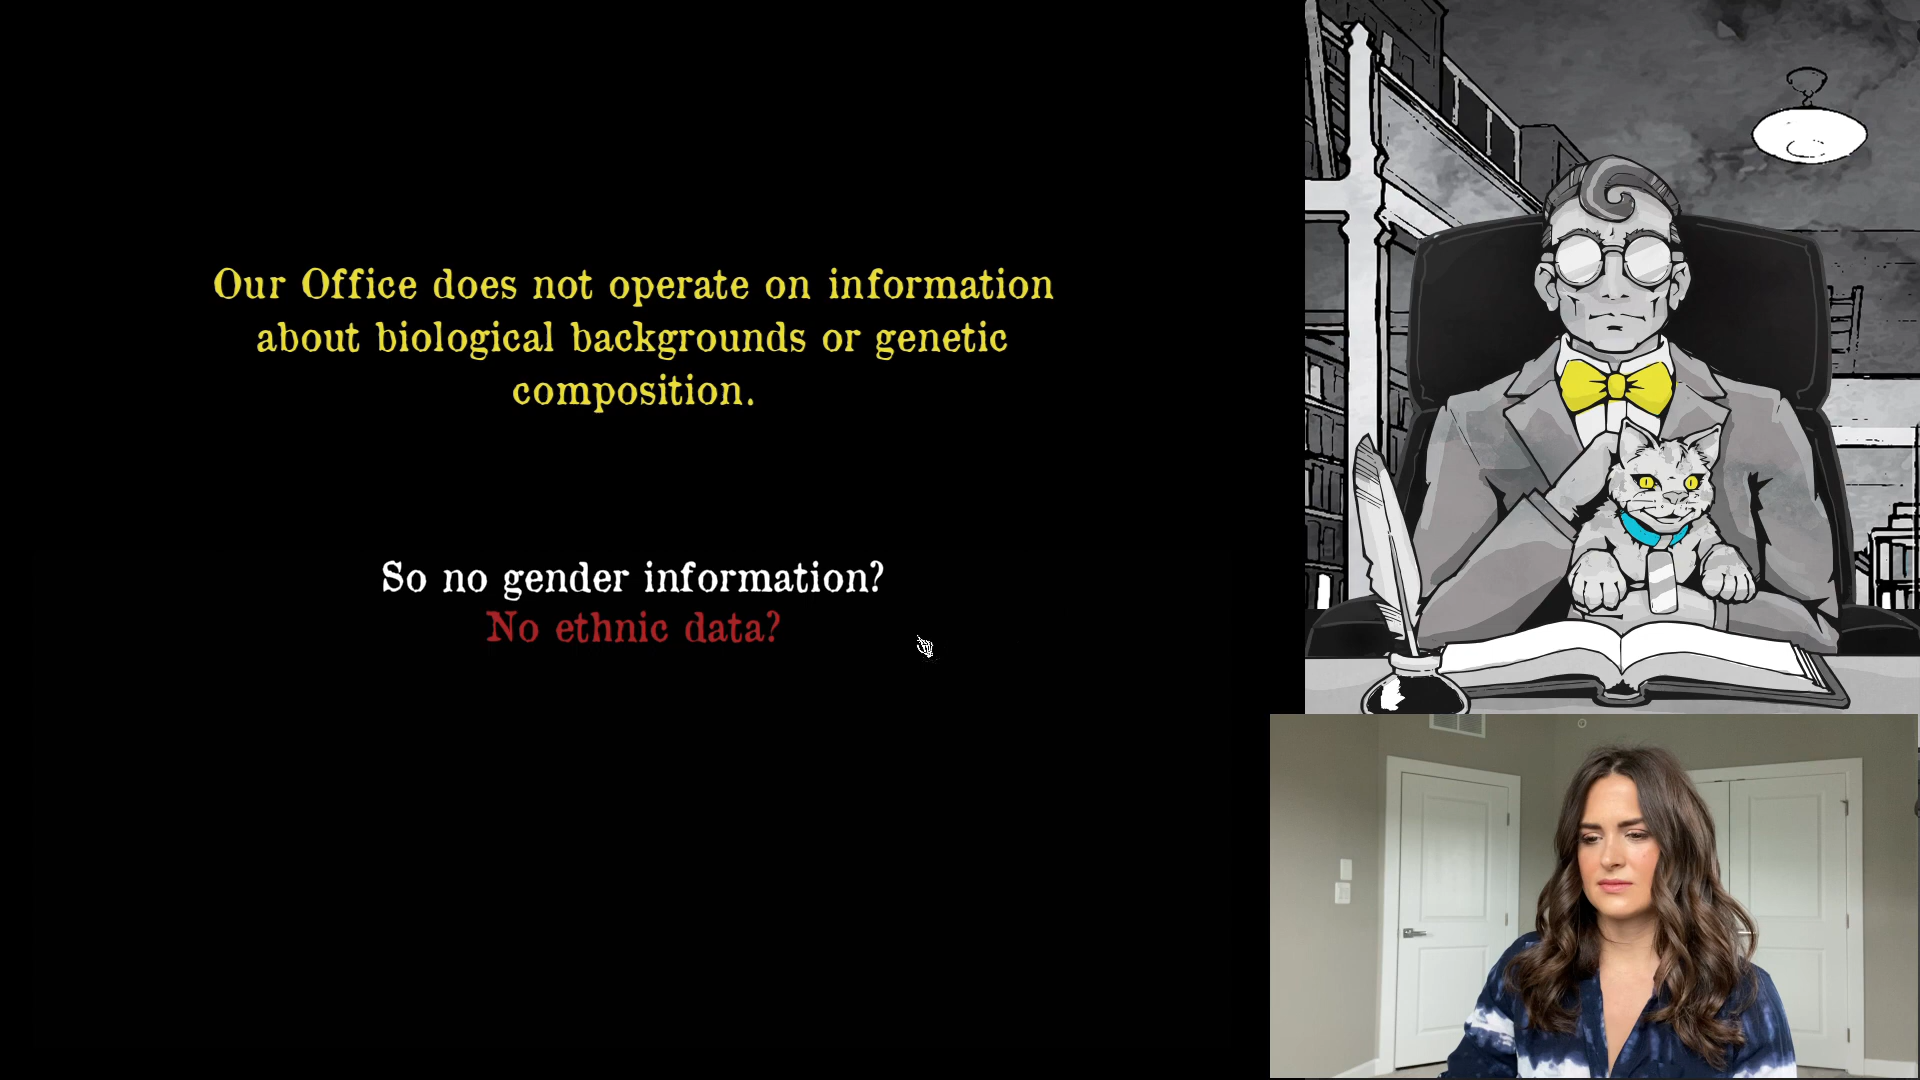 Our Office does not operate on information
about biological backgrounds or genetic
composition.
So no gender information?
No ethnic data?